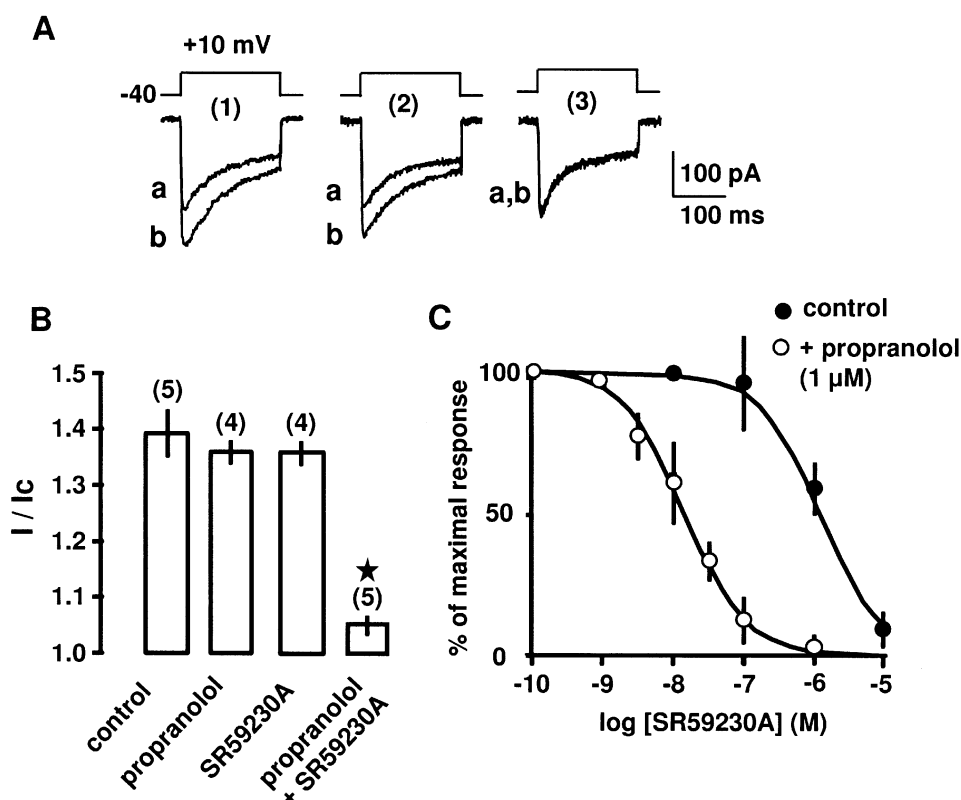 A
+10 mV
-40
(1)
(2)
(3)
a
b
a
b
a,b
100 pA
100 ms
B
I / Ic
1.5
1.4
1.3
1.2
1.1
1.0
(5)
(4)
(4)
★
(5)
control
propranolol
SR59230A
propranolol
+ SR59230A
C
control
+ propranolol
(1 µM)
% of maximal response
100
50
0
-10
-9
-8
-7
-6
-5
log [SR59230A] (M)